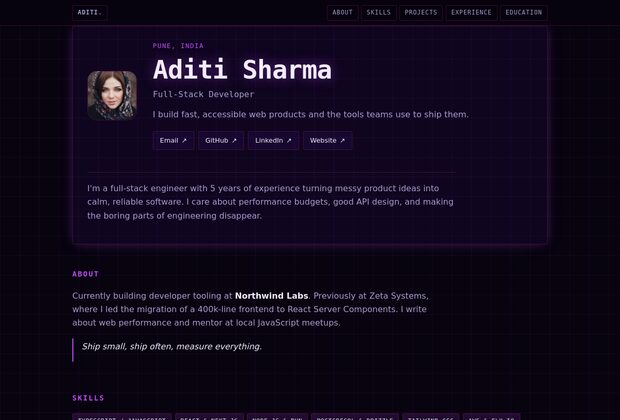 ADITI.
ABOUT
SKILLS
PROJECTS
EXPERIENCE
EDUCATION
PUNE, INDIA
Aditi Sharma
Full-Stack Developer
I build fast, accessible web products and the tools teams use to ship them.
Email ↗
GitHub ↗
LinkedIn ↗
Website ↗
I'm a full-stack engineer with 5 years of experience turning messy product ideas into
calm, reliable software. I care about performance budgets, good API design, and making
the boring parts of engineering disappear.
ABOUT
Currently building developer tooling at Northwind Labs. Previously at Zeta Systems,
where I led the migration of a 400k-line frontend to React Server Components. I write
about web performance and mentor at local JavaScript meetups.
Ship small, ship often, measure everything.
SKILLS